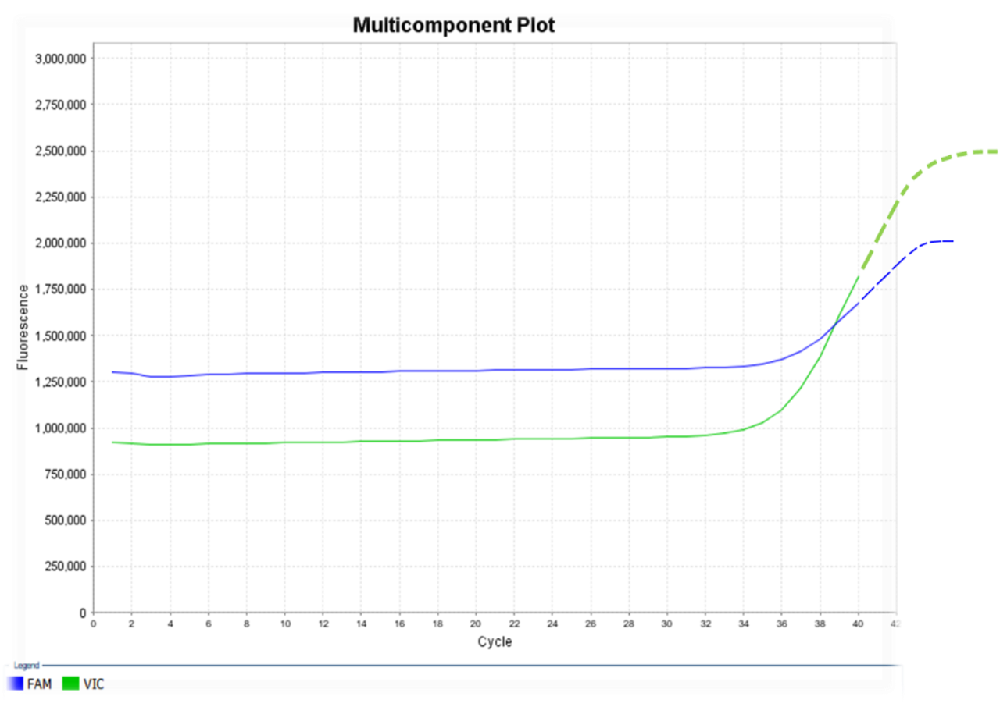 Multicomponent Plot
3,000,000
2,750,000
2,500,000
2,250,000
2,000,000
1,750,000
1,500,000
1,250,000
1,000,000
750,000
500,000
250,000
0
Fluorescence
0 2 4 6 8 10 12 14 16 18 20 22 24 26 28 30 32 34 36 38 40 42
Cycle
Legend
FAM VIC